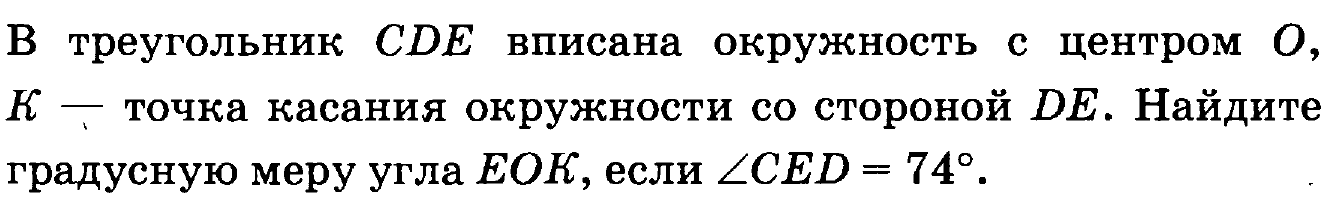 В треугольник CDE вписана окружность с центром O,
K — точка касания окружности со стороной DE. Найдите
градусную меру угла EOK, если ∠CED = 74°.